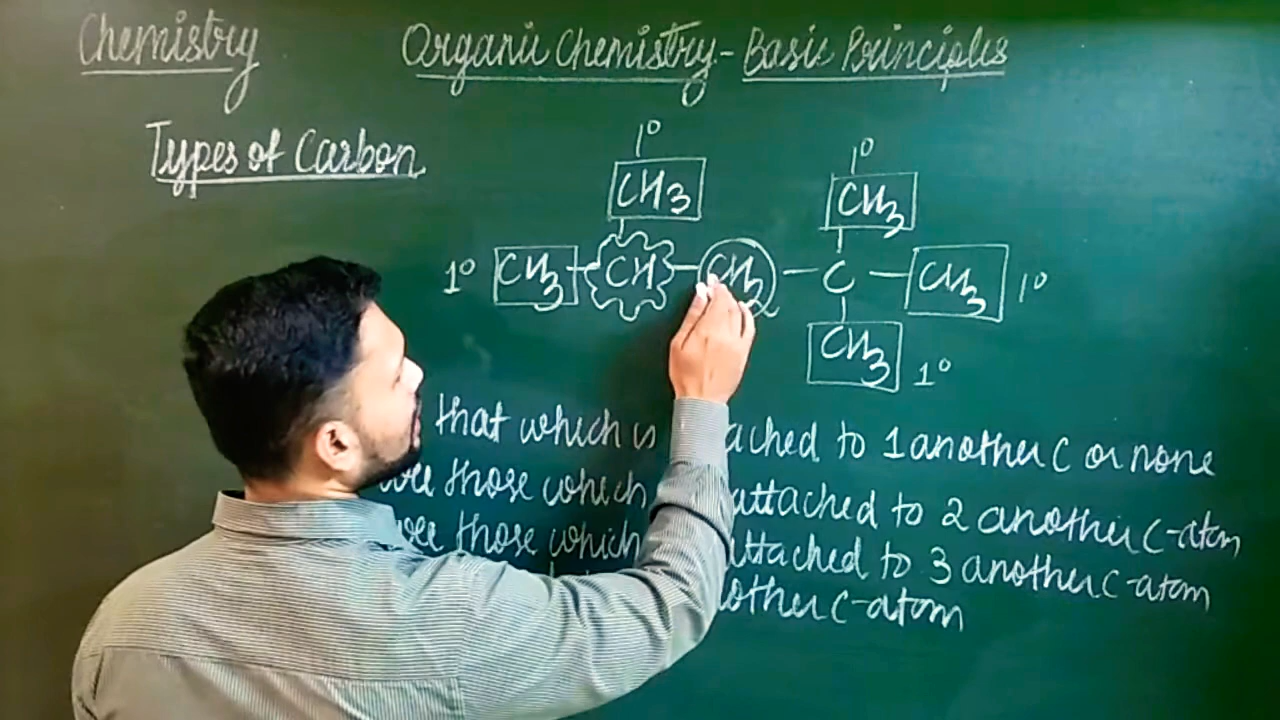 Chemistry
Organic Chemistry - Basic Principles
Types of Carbon
1° 1°
CH3 CH3
1° CH3 - CH - CH2 - C - CH3 1°
CH3 1°
that which is ached to 1 another C or none
those which attached to 2 another C-atom
those which attached to 3 another C-atom
other C-atom